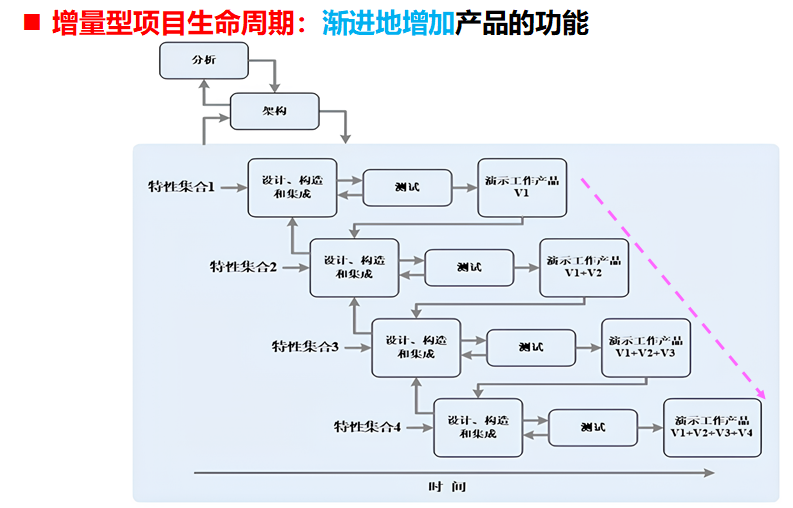 增量型项目生命周期：渐进地增加产品的功能
分析
架构
特性集合1
设计、构造
和集成
测试
演示工作产品
V1
特性集合2
设计、构造
和集成
测试
演示工作产品
V1+V2
特性集合3
设计、构造
和集成
测试
演示工作产品
V1+V2+V3
特性集合4
设计、构造
和集成
测试
演示工作产品
V1+V2+V3+V4
时 间